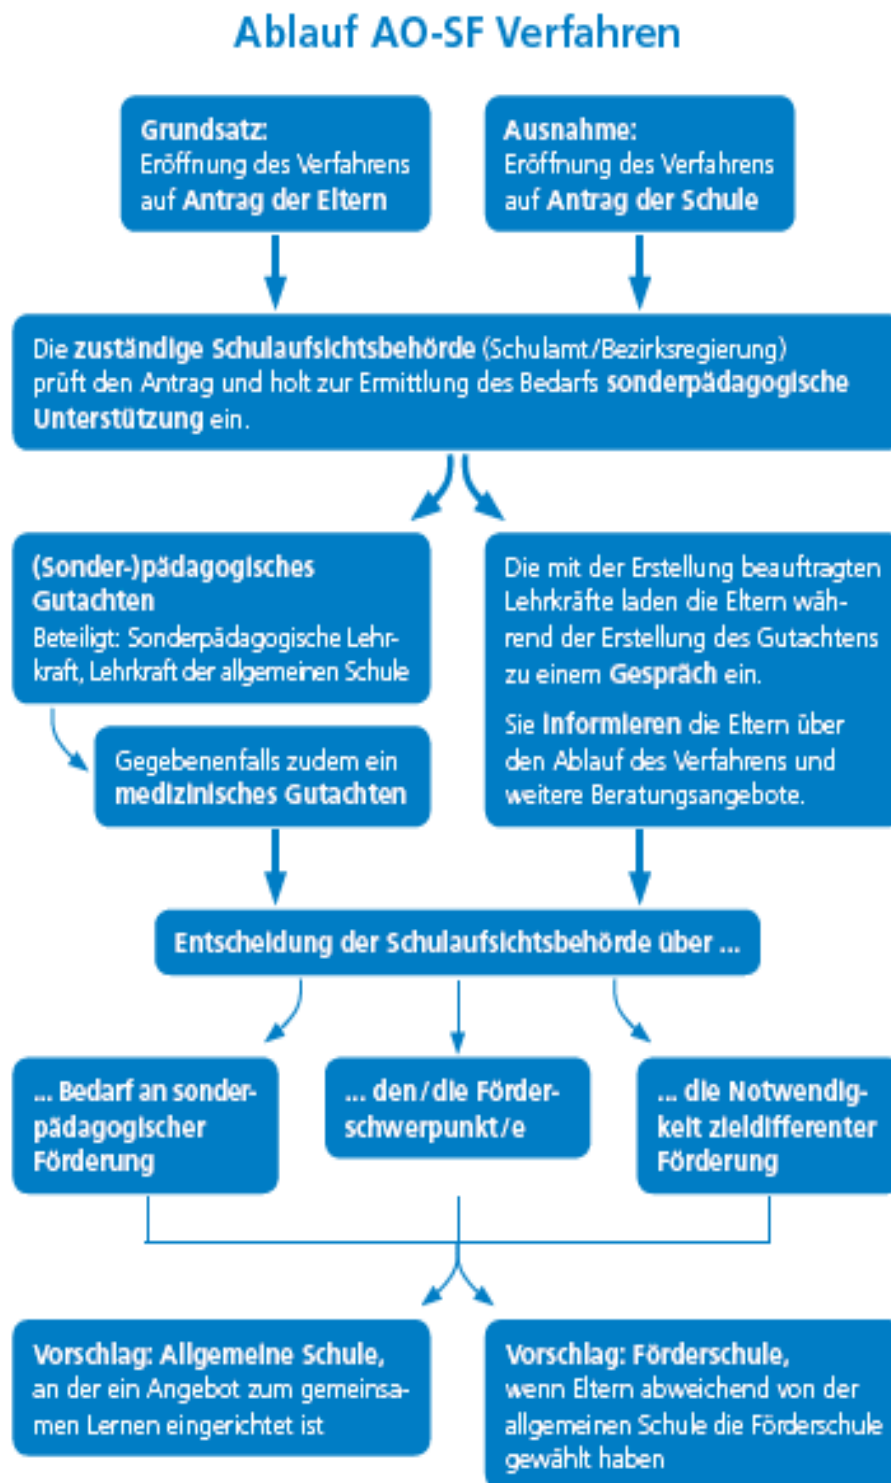 Ablauf AO-SF Verfahren
Grundsatz:
Eröffnung des Verfahrens
auf Antrag der Eltern
Ausnahme:
Eröffnung des Verfahrens
auf Antrag der Schule
Die zuständige Schulaufsichtsbehörde (Schulamt/Bezirksregierung)
prüft den Antrag und holt zur Ermittlung des Bedarfs sonderpädagogische
Unterstützung ein.
(Sonder-)pädagogisches
Gutachten
Beteiligt: Sonderpädagogische Lehr-
kraft, Lehrkraft der allgemeinen Schule
Gegebenenfalls zudem ein
medizinisches Gutachten
Die mit der Erstellung beauftragten
Lehrkräfte laden die Eltern wäh-
rend der Erstellung des Gutachtens
zu einem Gespräch ein.
Sie informieren die Eltern über
den Ablauf des Verfahrens und
weitere Beratungsangebote.
Entscheidung der Schulaufsichtsbehörde über ...
... Bedarf an sonder-
pädagogischer
Förderung
... den/die Förder-
schwerpunkt/e
... die Notwendig-
keit zieldifferenter
Förderung
Vorschlag: Allgemeine Schule,
an der ein Angebot zum gemeinsa-
men Lernen eingerichtet ist
Vorschlag: Förderschule,
wenn Eltern abweichend von der
allgemeinen Schule die Förderschule
gewählt haben